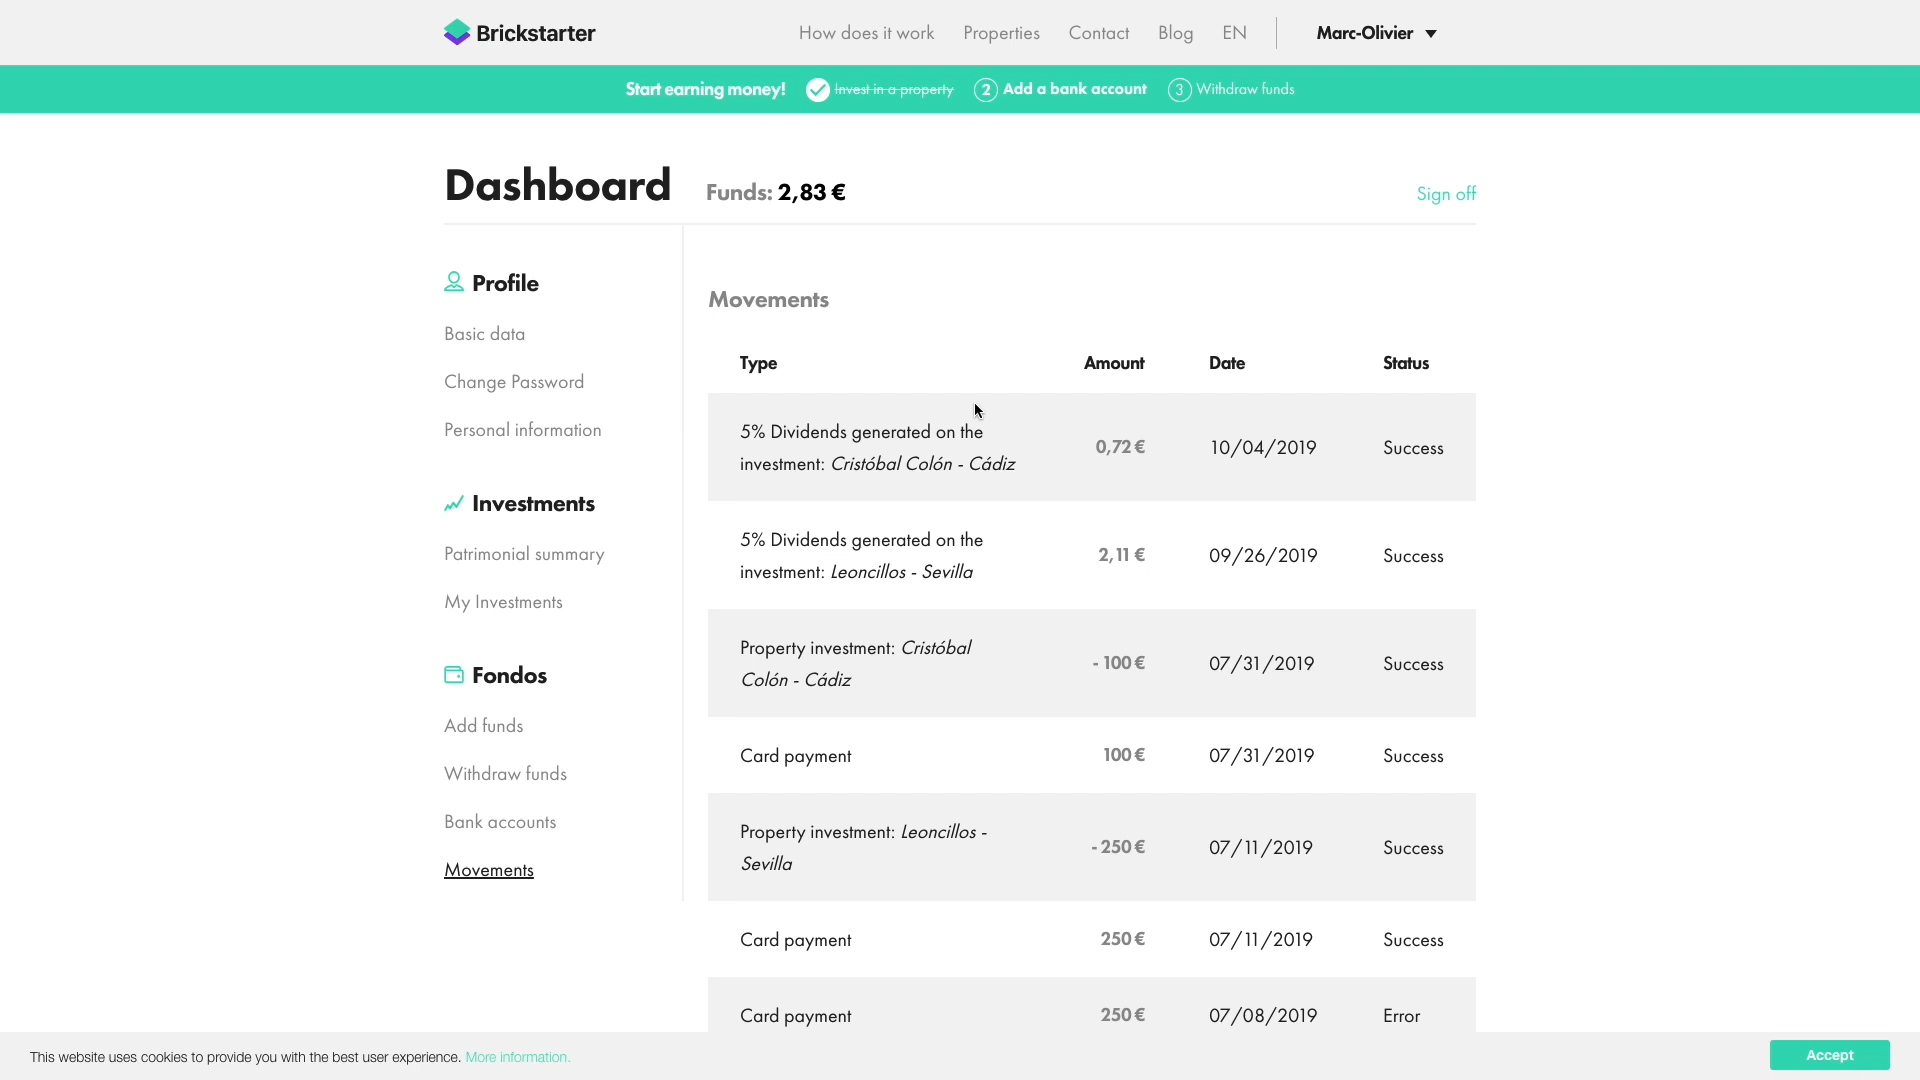 Brickstarter
How does it work
Properties
Contact
Blog
EN
Marc-Olivier
Start earning money!
Invest in a property
2 Add a bank account
3 Withdraw funds
Dashboard
Funds: 2,83 €
Sign off
Profile
Basic data
Change Password
Personal information
Investments
Patrimonial summary
My Investments
Fondos
Add funds
Withdraw funds
Bank accounts
Movements
Movements
Type Amount Date Status
5% Dividends generated on the
investment: Cristóbal Colón - Cádiz
0,72 € 10/04/2019 Success
5% Dividends generated on the
investment: Leoncillos - Sevilla
2,11 € 09/26/2019 Success
Property investment: Cristóbal
Colón - Cádiz
- 100 € 07/31/2019 Success
Card payment 100 € 07/31/2019 Success
Property investment: Leoncillos -
Sevilla
- 250 € 07/11/2019 Success
Card payment 250 € 07/11/2019 Success
Card payment 250 € 07/08/2019 Error
This website uses cookies to provide you with the best user experience. More information.
Accept